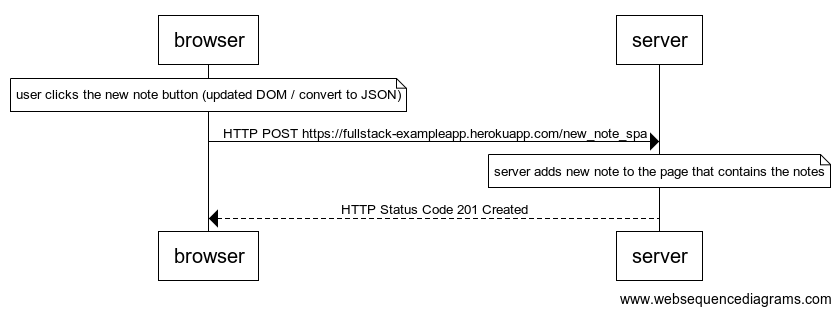 browser server
user clicks the new note button (updated DOM / convert to JSON)
HTTP POST https://fullstack-exampleapp.herokuapp.com/new_note_spa
server adds new note to the page that contains the notes
HTTP Status Code 201 Created
browser server
www.websequencediagrams.com